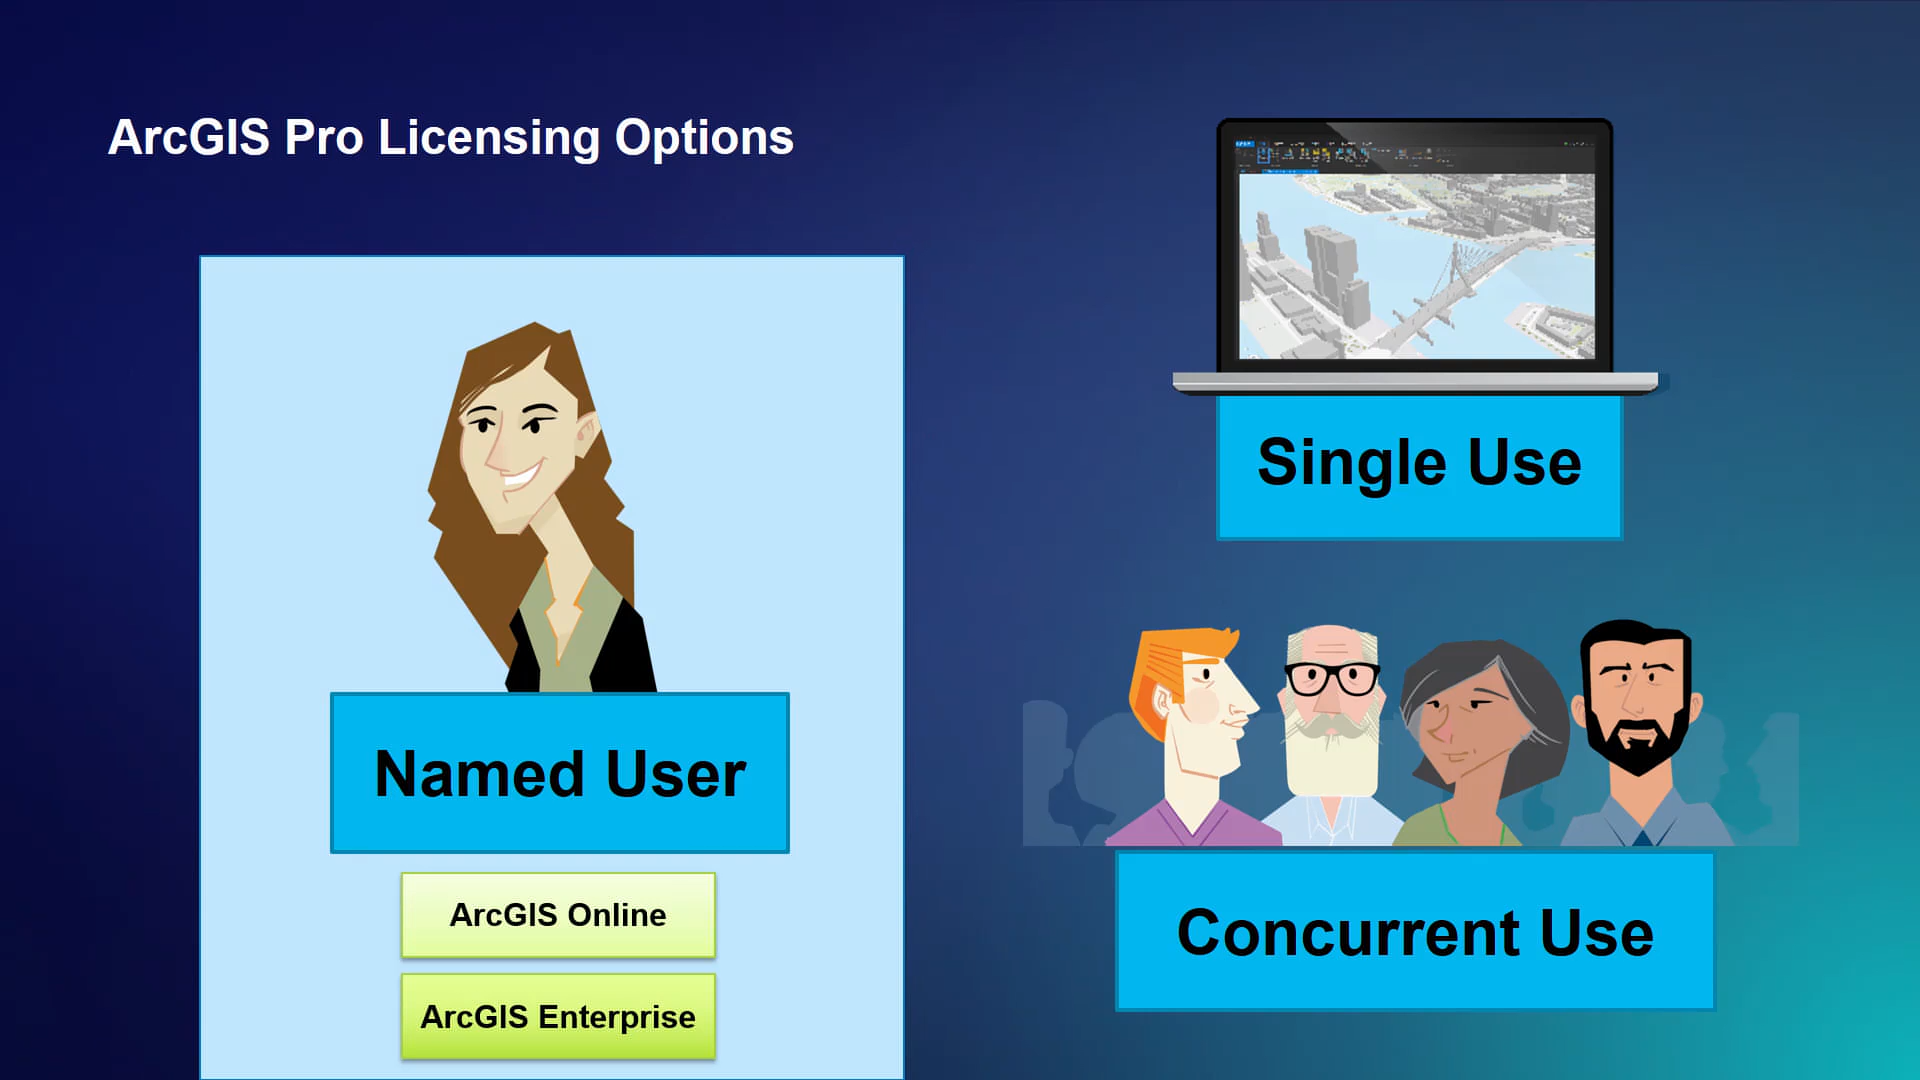 ArcGIS Pro Licensing Options
Named User
ArcGIS Online
ArcGIS Enterprise
Single Use
Concurrent Use